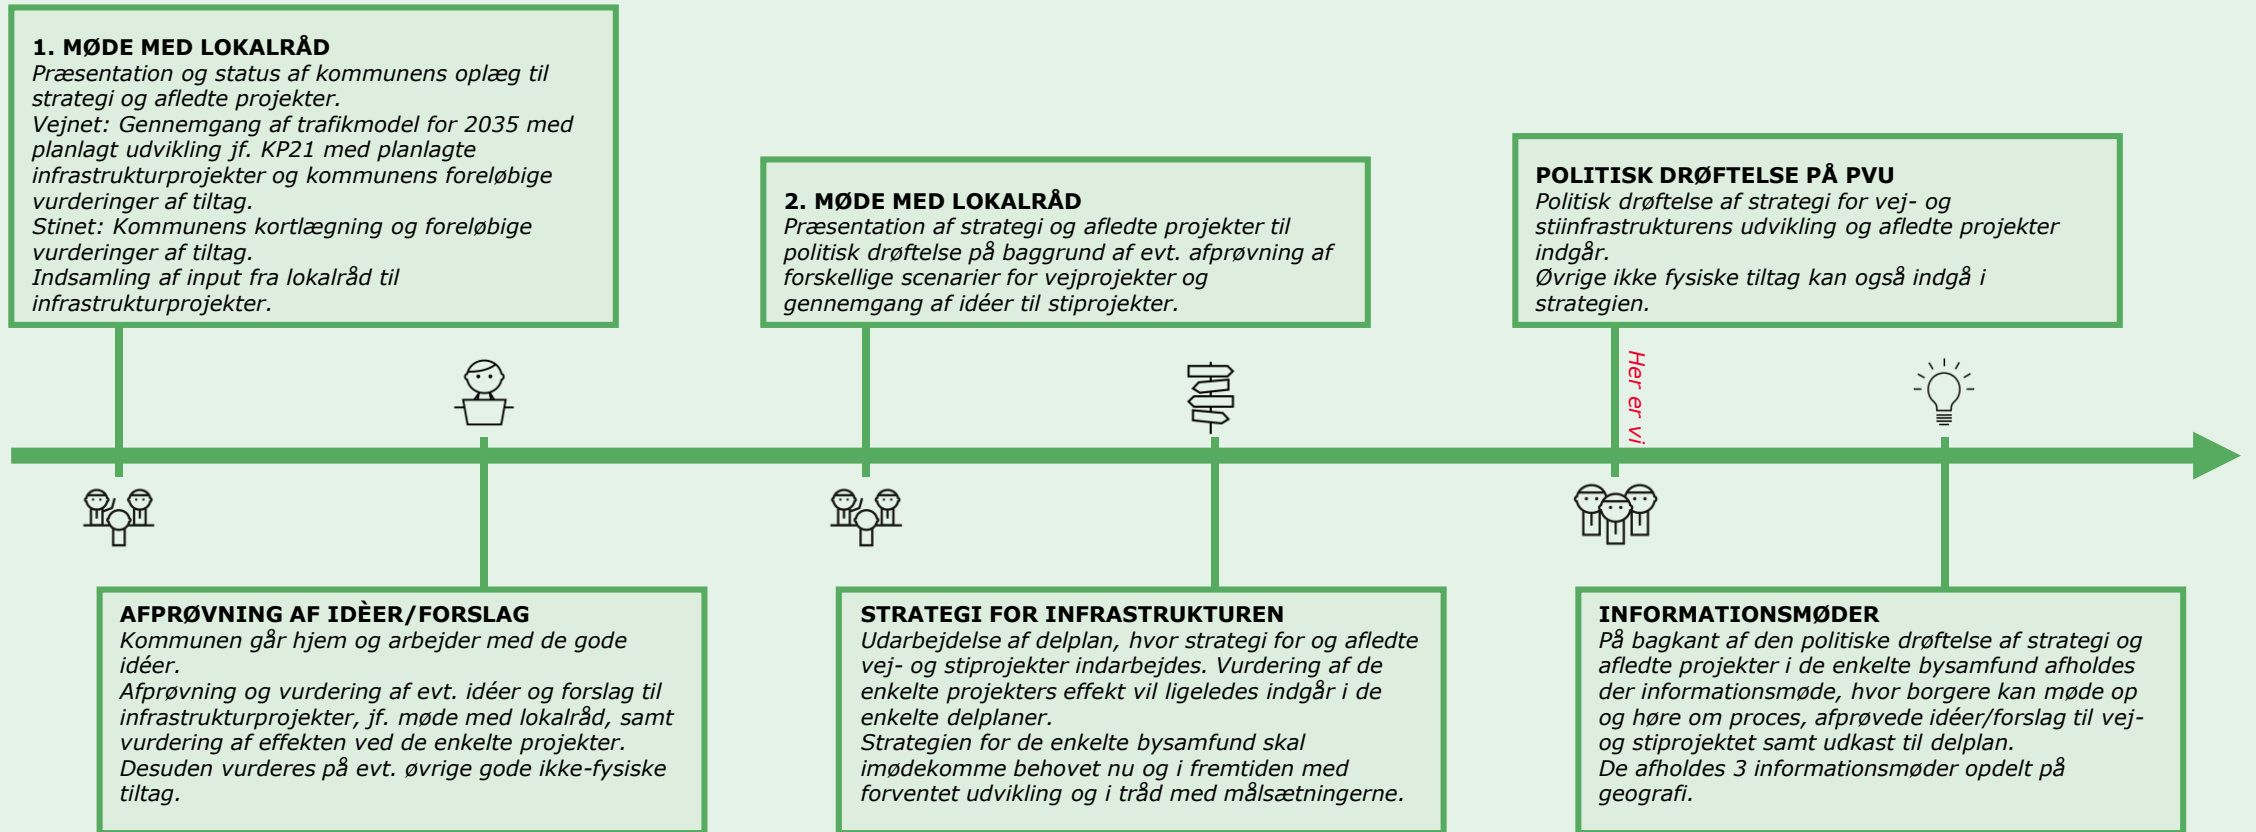 1. MØDE MED LOKALRÅD
Præsentation og status af kommunens oplæg til
strategi og afledte projekter.
Vejnet: Gennemgang af trafikmodel for 2035 med
planlagt udvikling jf. KP21 med planlagte
infrastrukturprojekter og kommunens foreløbige
vurderinger af tiltag.
Stinet: Kommunens kortlægning og foreløbige
vurderinger af tiltag.
Indsamling af input fra lokalråd til
infrastrukturprojekter.
AFPRØVNING AF IDÈER/FORSLAG
Kommunen går hjem og arbejder med de gode
idéer.
Afprøvning og vurdering af evt. idéer og forslag til
infrastrukturprojekter, jf. møde med lokalråd, samt
vurdering af effekten ved de enkelte projekter.
Desuden vurderes på evt. øvrige gode ikke-fysiske
tiltag.
2. MØDE MED LOKALRÅD
Præsentation af strategi og afledte projekter til
politisk drøftelse på baggrund af evt. afprøvning af
forskellige scenarier for vejprojekter og
gennemgang af idéer til stiprojekter.
STRATEGI FOR INFRASTRUKTUREN
Udarbejdelse af delplan, hvor strategi for og afledte
vej- og stiprojekter indarbejdes. Vurdering af de
enkelte projekters effekt vil ligeledes indgår i de
enkelte delplaner.
Strategien for de enkelte bysamfund skal
imødekomme behovet nu og i fremtiden med
forventet udvikling og i tråd med målsætningerne.
POLITISK DRØFTELSE PÅ PVU
Politisk drøftelse af strategi for vej- og
stiinfrastrukturens udvikling og afledte projekter
indgår.
Øvrige ikke fysiske tiltag kan også indgå i
strategien.
Her er vi
INFORMATIONSMØDER
På bagkant af den politiske drøftelse af strategi og
afledte projekter i de enkelte bysamfund afholdes
der informationsmøde, hvor borgere kan møde op
og høre om proces, afprøvede idéer/forslag til vej-
og stiprojektet samt udkast til delplan.
De afholdes 3 informationsmøder opdelt på
geografi.